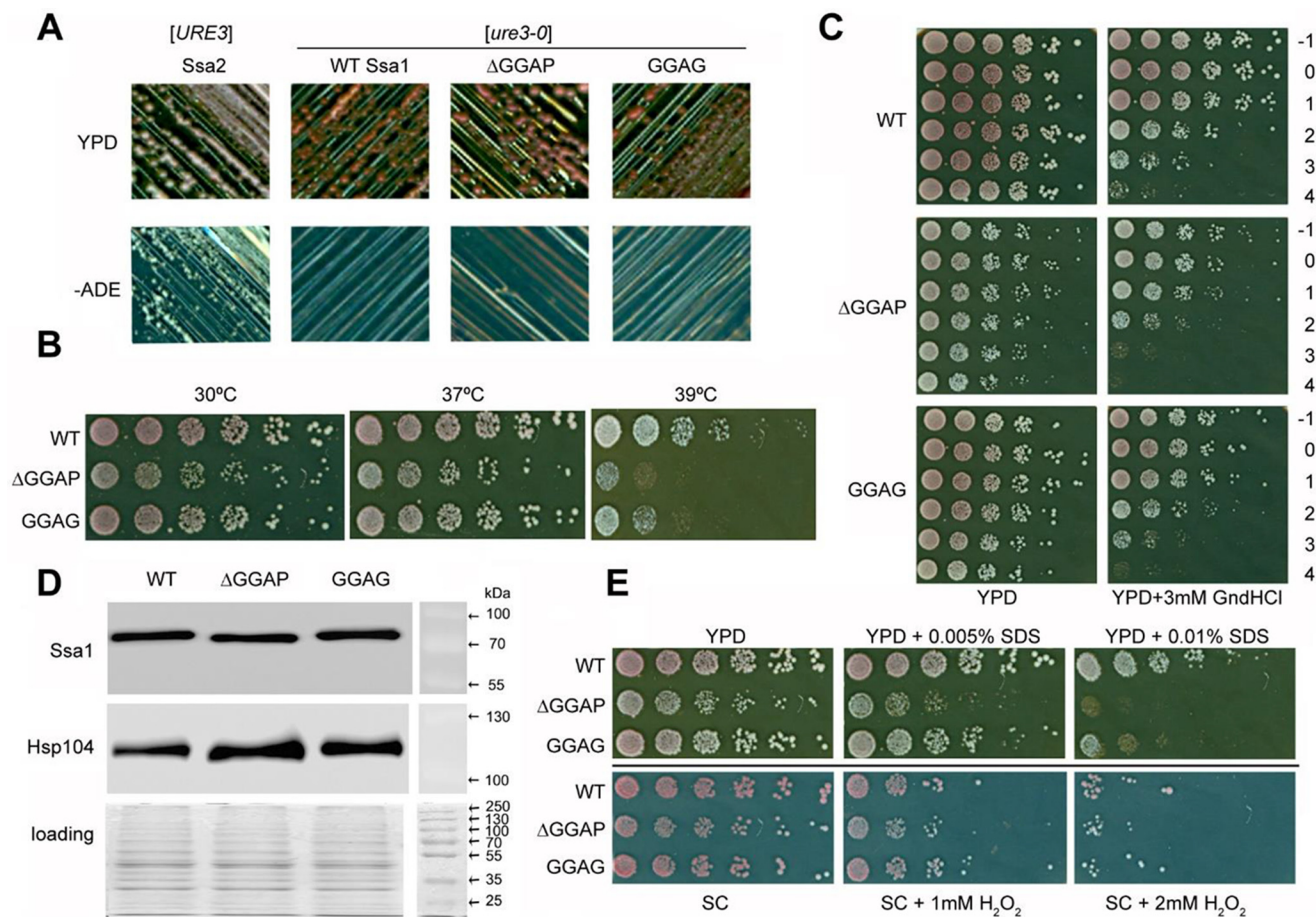 A
[URE3]
[ure3-0]
Ssa2
WT Ssa1
ΔGGAP
GGAG
YPD
-ADE
B
30ºC
37ºC
39ºC
WT
ΔGGAP
GGAG
C
WT
-1
0
1
2
3
4
ΔGGAP
-1
0
1
2
3
4
GGAG
-1
0
1
2
3
4
YPD
YPD+3mM GndHCl
D
WT
ΔGGAP
GGAG
kDa
Ssa1
← 100
← 70
← 55
Hsp104
← 130
← 100
loading
← 250
← 130
← 100
← 70
← 55
← 35
← 25
E
YPD
YPD + 0.005% SDS
YPD + 0.01% SDS
WT
ΔGGAP
GGAG
WT
ΔGGAP
GGAG
SC
SC + 1mM H₂O₂
SC + 2mM H₂O₂